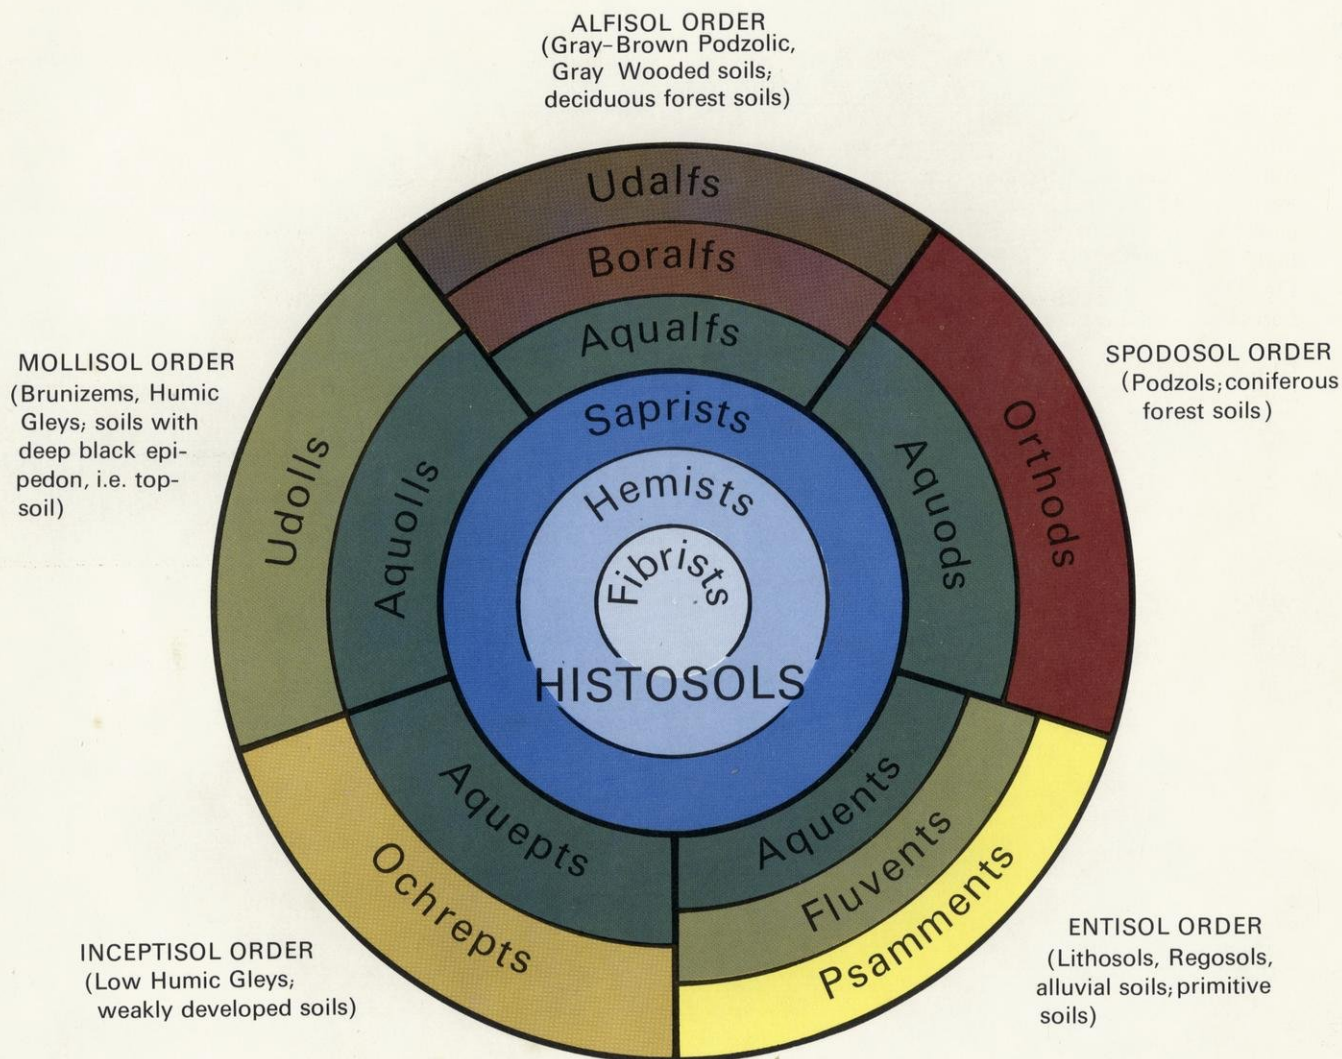 ALFISOL ORDER
(Gray-Brown Podzolic,
Gray Wooded soils;
deciduous forest soils)
Udalfs
Boralfs
Aqualfs
MOLLISOL ORDER
(Brunizems, Humic
Gleys; soils with
deep black epi-
pedon, i.e. top-
soil)
Udolls
Aquolls
SPODOSOL ORDER
(Podzols; coniferous
forest soils)
Orthods
Aquods
Saprists
Hemists
Fibrists
HISTOSOLS
Aquepts
Ochrepts
INCEPTISOL ORDER
(Low Humic Gleys;
weakly developed soils)
Aquents
Fluvents
Psamments
ENTISOL ORDER
(Lithosols, Regosols,
alluvial soils; primitive
soils)